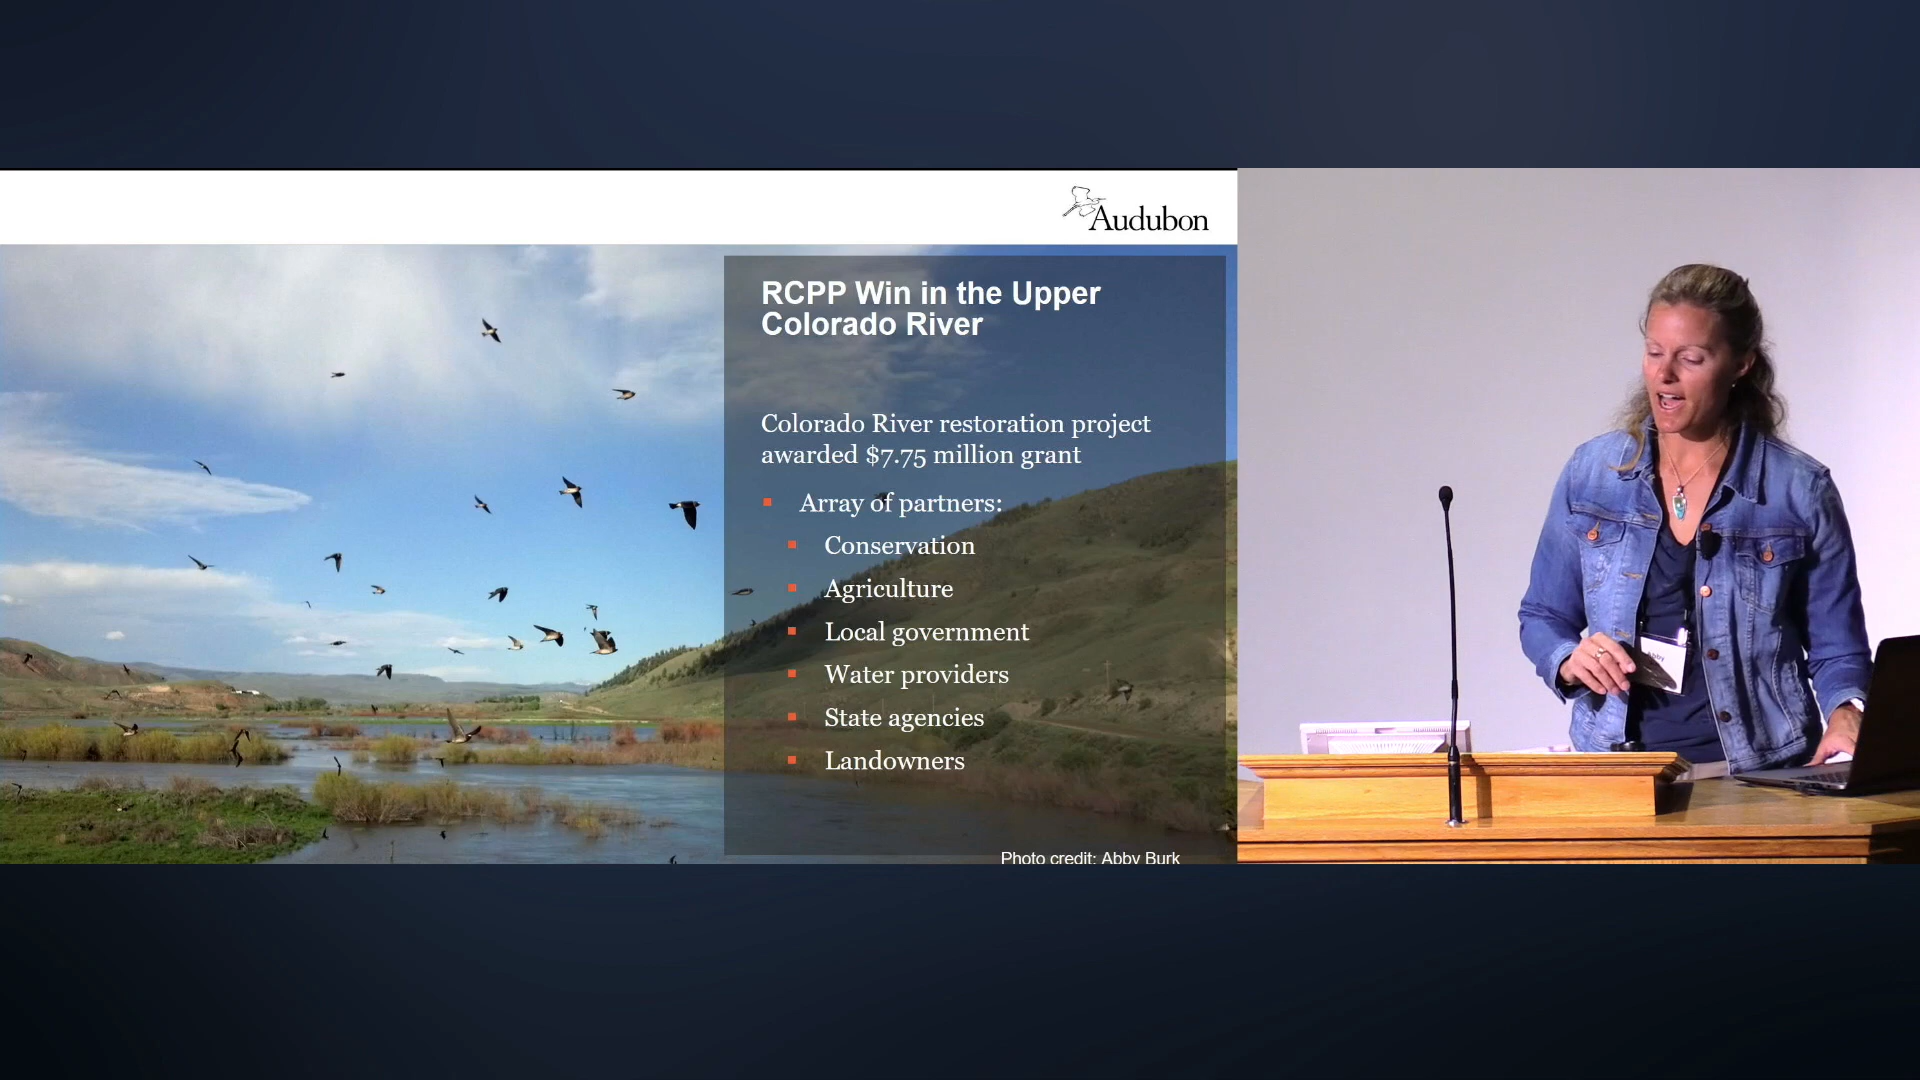 Audubon
RCPP Win in the Upper
Colorado River
Colorado River restoration project
awarded $7.75 million grant
Array of partners:
Conservation
Agriculture
Local government
Water providers
State agencies
Landowners
Photo credit: Abby Burk